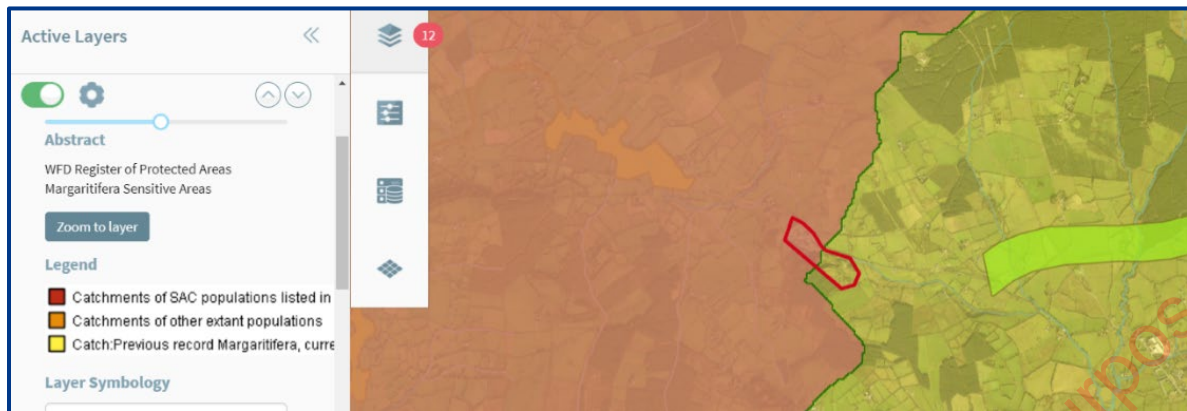 Active Layers
12
Abstract
WFD Register of Protected Areas
Margaritifera Sensitive Areas
Zoom to layer
Legend
Catchments of SAC populations listed in
Catchments of other extant populations
Catch:Previous record Margaritifera, curre
Layer Symbology
urpos